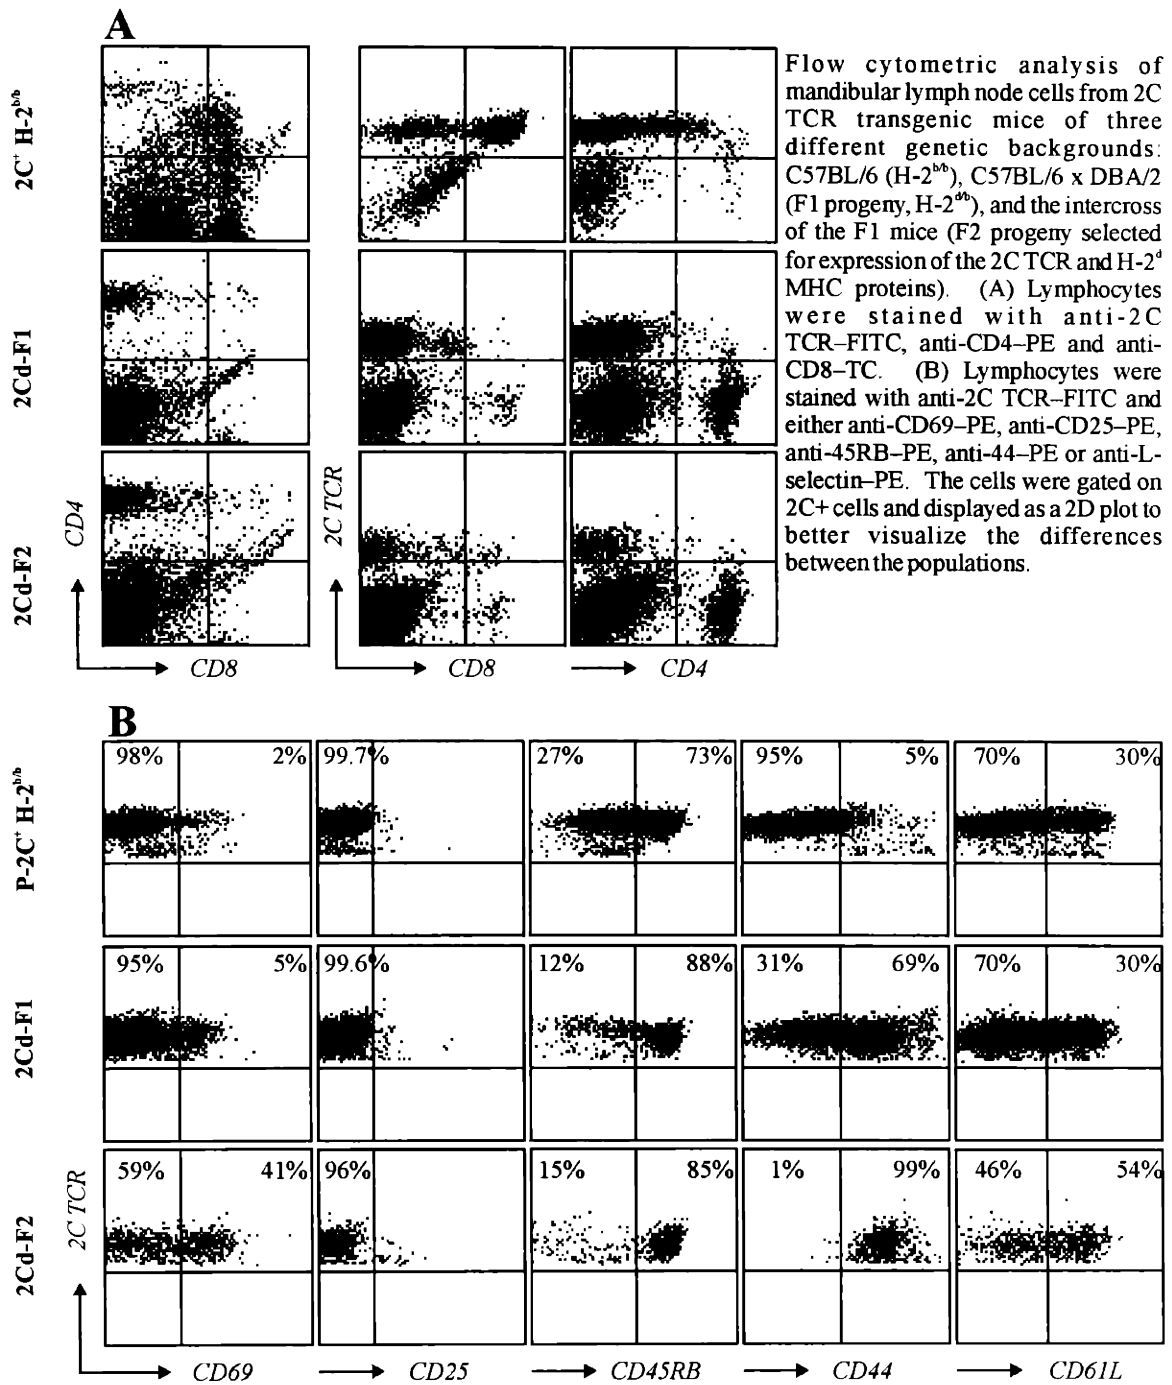 A
2C⁺ H-2ᵇ/ᵇ
2Cd-F1
2Cd-F2
CD4
CD8
2C TCR
CD8
CD4
Flow cytometric analysis of
mandibular lymph node cells from 2C
TCR transgenic mice of three
different genetic backgrounds:
C57BL/6 (H-2ᵇ/ᵇ), C57BL/6 x DBA/2
(F1 progeny, H-2ᵈ/ᵇ), and the intercross
of the F1 mice (F2 progeny selected
for expression of the 2C TCR and H-2ᵈ
MHC proteins). (A) Lymphocytes
were stained with anti-2C
TCR–FITC, anti-CD4–PE and anti-
CD8–TC. (B) Lymphocytes were
stained with anti-2C TCR–FITC and
either anti-CD69–PE, anti-CD25–PE,
anti-45RB–PE, anti-44–PE or anti-L-
selectin–PE. The cells were gated on
2C+ cells and displayed as a 2D plot to
better visualize the differences
between the populations.
B
P-2C⁺ H-2ᵇ/ᵇ
98% 2% 99.7% 27% 73% 95% 5% 70% 30%
2Cd-F1
95% 5% 99.6% 12% 88% 31% 69% 70% 30%
2Cd-F2
59% 41% 96% 15% 85% 1% 99% 46% 54%
2C TCR
CD69 CD25 CD45RB CD44 CD61L